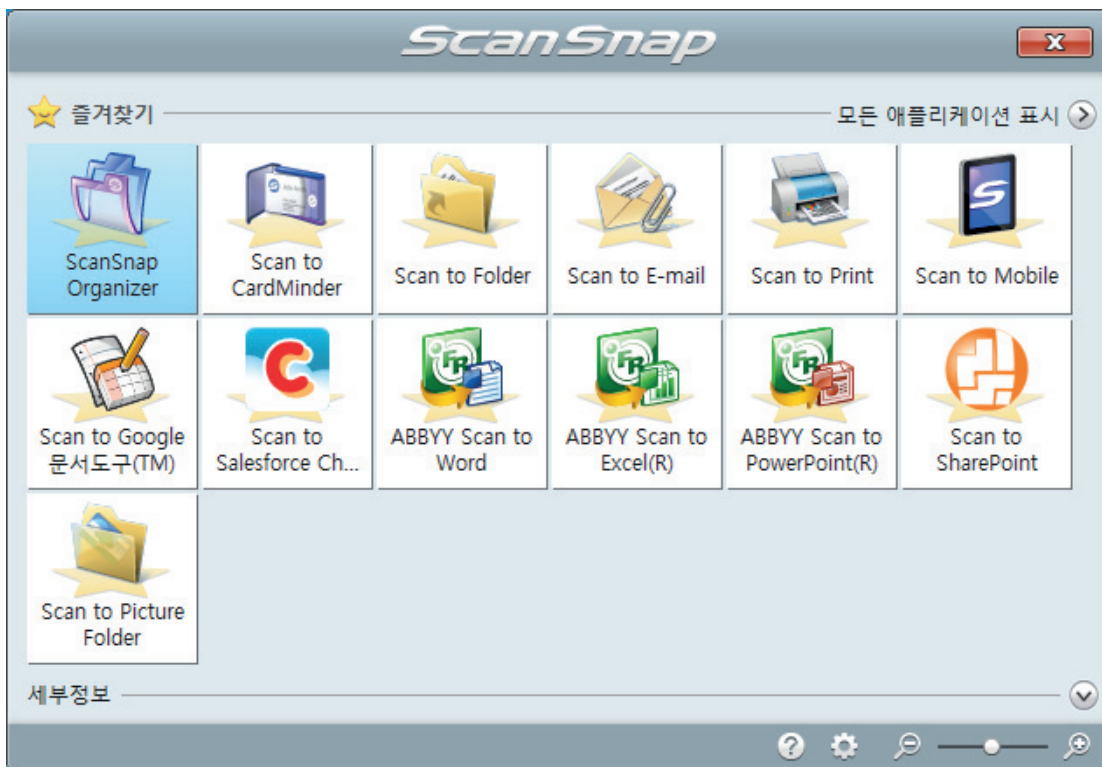 ScanSnap
즐겨찾기
모든 애플리케이션 표시
ScanSnap
Organizer
Scan to
CardMinder
Scan to Folder
Scan to E-mail
Scan to Print
Scan to Mobile
Scan to Google
문서도구(TM)
Scan to
Salesforce Ch...
ABBYY Scan to
Word
ABBYY Scan to
Excel(R)
ABBYY Scan to
PowerPoint(R)
Scan to
SharePoint
Scan to Picture
Folder
세부정보